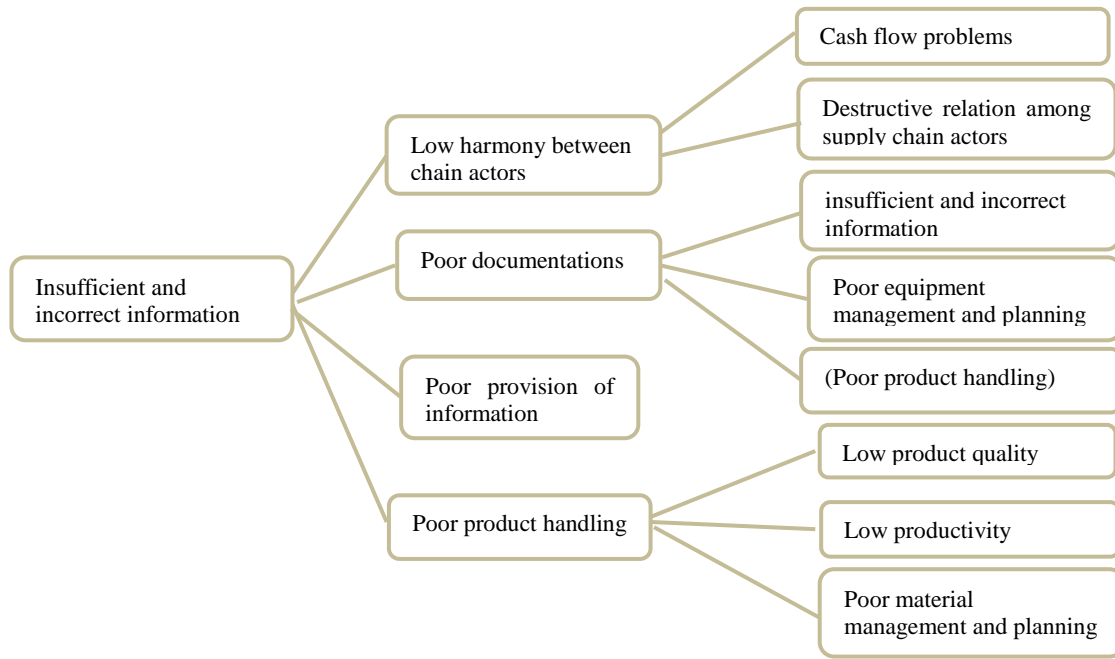 Cash flow problems
Destructive relation among
supply chain actors
Low harmony between
chain actors
insufficient and incorrect
information
Poor documentations
Insufficient and
incorrect information
Poor equipment
management and planning
(Poor product handling)
Poor provision of
information
Low product quality
Poor product handling
Low productivity
Poor material
management and planning